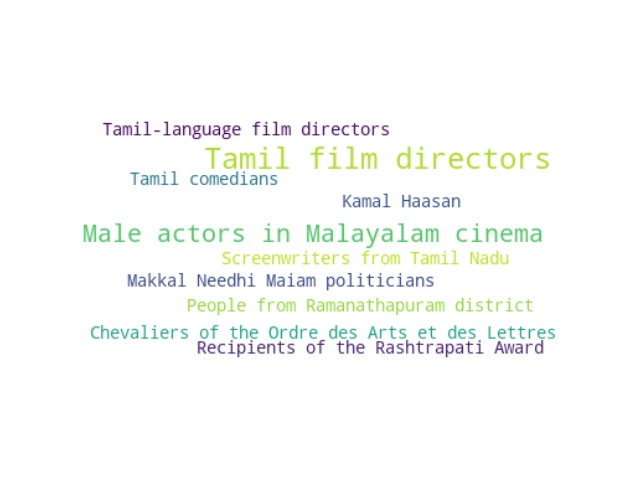 Tamil-language film directors
Tamil film directors
Tamil comedians
Kamal Haasan
Male actors in Malayalam cinema
Screenwriters from Tamil Nadu
Makkal Needhi Maiam politicians
People from Ramanathapuram district
Chevaliers of the Ordre des Arts et des Lettres
Recipients of the Rashtrapati Award